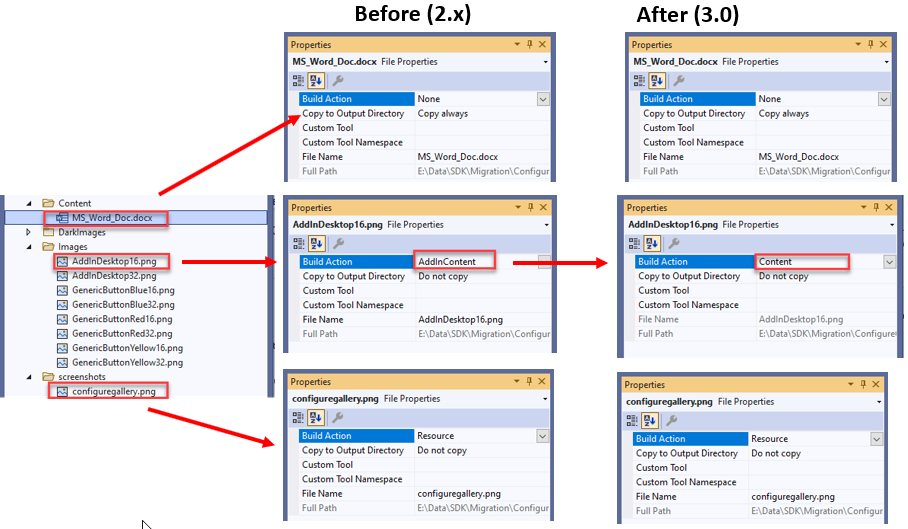 Before (2.x)
After (3.0)
Content
MS_Word_Doc.docx
DarkImages
Images
AddInDesktop16.png
AddInDesktop32.png
GenericButtonBlue16.png
GenericButtonBlue32.png
GenericButtonRed16.png
GenericButtonRed32.png
GenericButtonYellow16.png
GenericButtonYellow32.png
screenshots
configuregallery.png
Properties
MS_Word_Doc.docx File Properties
Build Action None
Copy to Output Directory Copy always
Custom Tool
Custom Tool Namespace
File Name MS_Word_Doc.docx
Full Path E:\Data\SDK\Migration\Configur
Properties
MS_Word_Doc.docx File Properties
Build Action None
Copy to Output Directory Copy always
Custom Tool
Custom Tool Namespace
File Name MS_Word_Doc.docx
Full Path E:\Data\SDK\Migration\Configur
Properties
AddInDesktop16.png File Properties
Build Action AddInContent
Copy to Output Directory Do not copy
Custom Tool
Custom Tool Namespace
File Name AddInDesktop16.png
Full Path E:\Data\SDK\Migration\Configure
Properties
AddInDesktop16.png File Properties
Build Action Content
Copy to Output Directory Do not copy
Custom Tool
Custom Tool Namespace
File Name AddInDesktop16.png
Full Path E:\Data\SDK\Migration\Configure
Properties
configuregallery.png File Properties
Build Action Resource
Copy to Output Directory Do not copy
Custom Tool
Custom Tool Namespace
File Name configuregallery.png
Full Path E:\Data\SDK\Migration\Configur
Properties
configuregallery.png File Properties
Build Action Resource
Copy to Output Directory Do not copy
Custom Tool
Custom Tool Namespace
File Name configuregallery.png
Full Path E:\Data\SDK\Migration\Configur